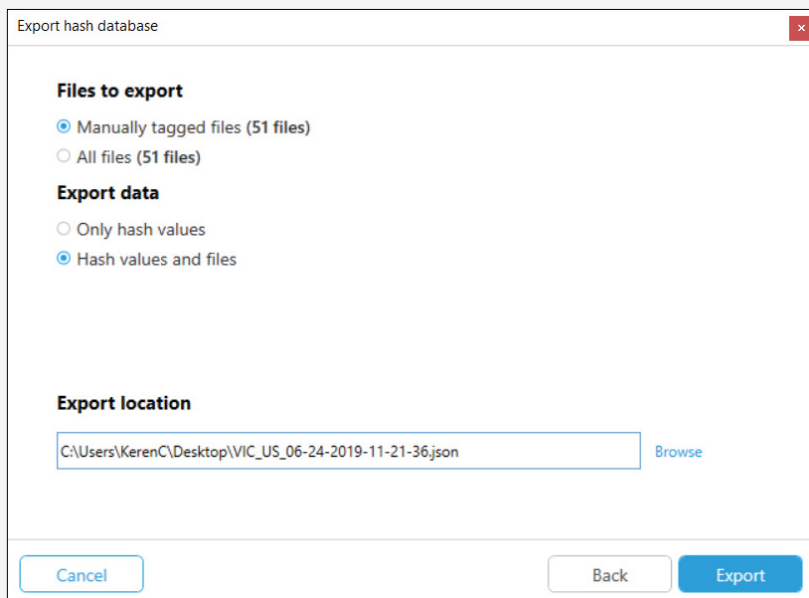 Export hash database
Files to export
Manually tagged files (51 files)
All files (51 files)
Export data
Only hash values
Hash values and files
Export location
C:\Users\KerenC\Desktop\VIC_US_06-24-2019-11-21-36.json
Browse
Cancel
Back
Export